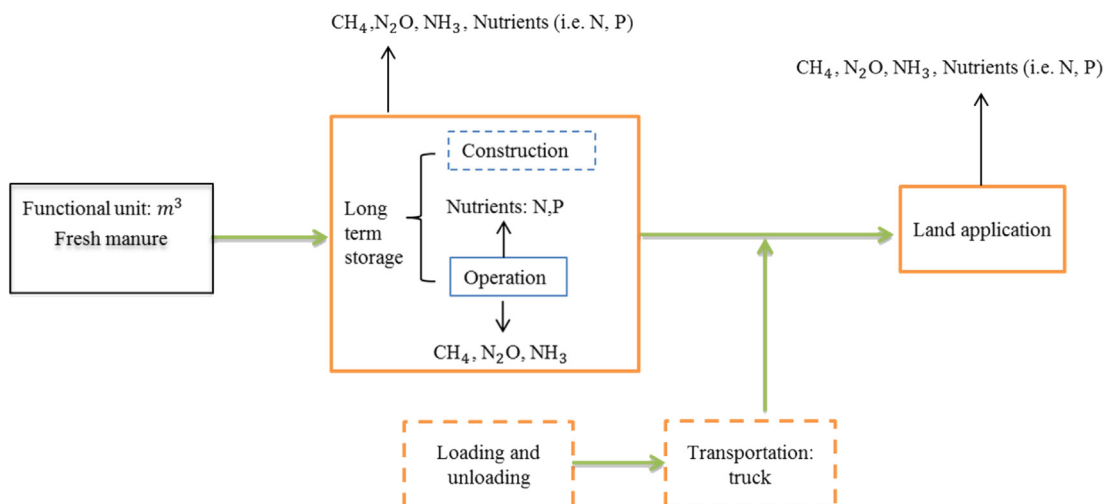 CH₄,N₂O, NH₃, Nutrients (i.e. N, P)
CH₄, N₂O, NH₃, Nutrients (i.e. N, P)
Functional unit: m³
Fresh manure
Long
term
storage
Construction
Nutrients: N,P
Operation
CH₄, N₂O, NH₃
Land application
Loading and
unloading
Transportation:
truck